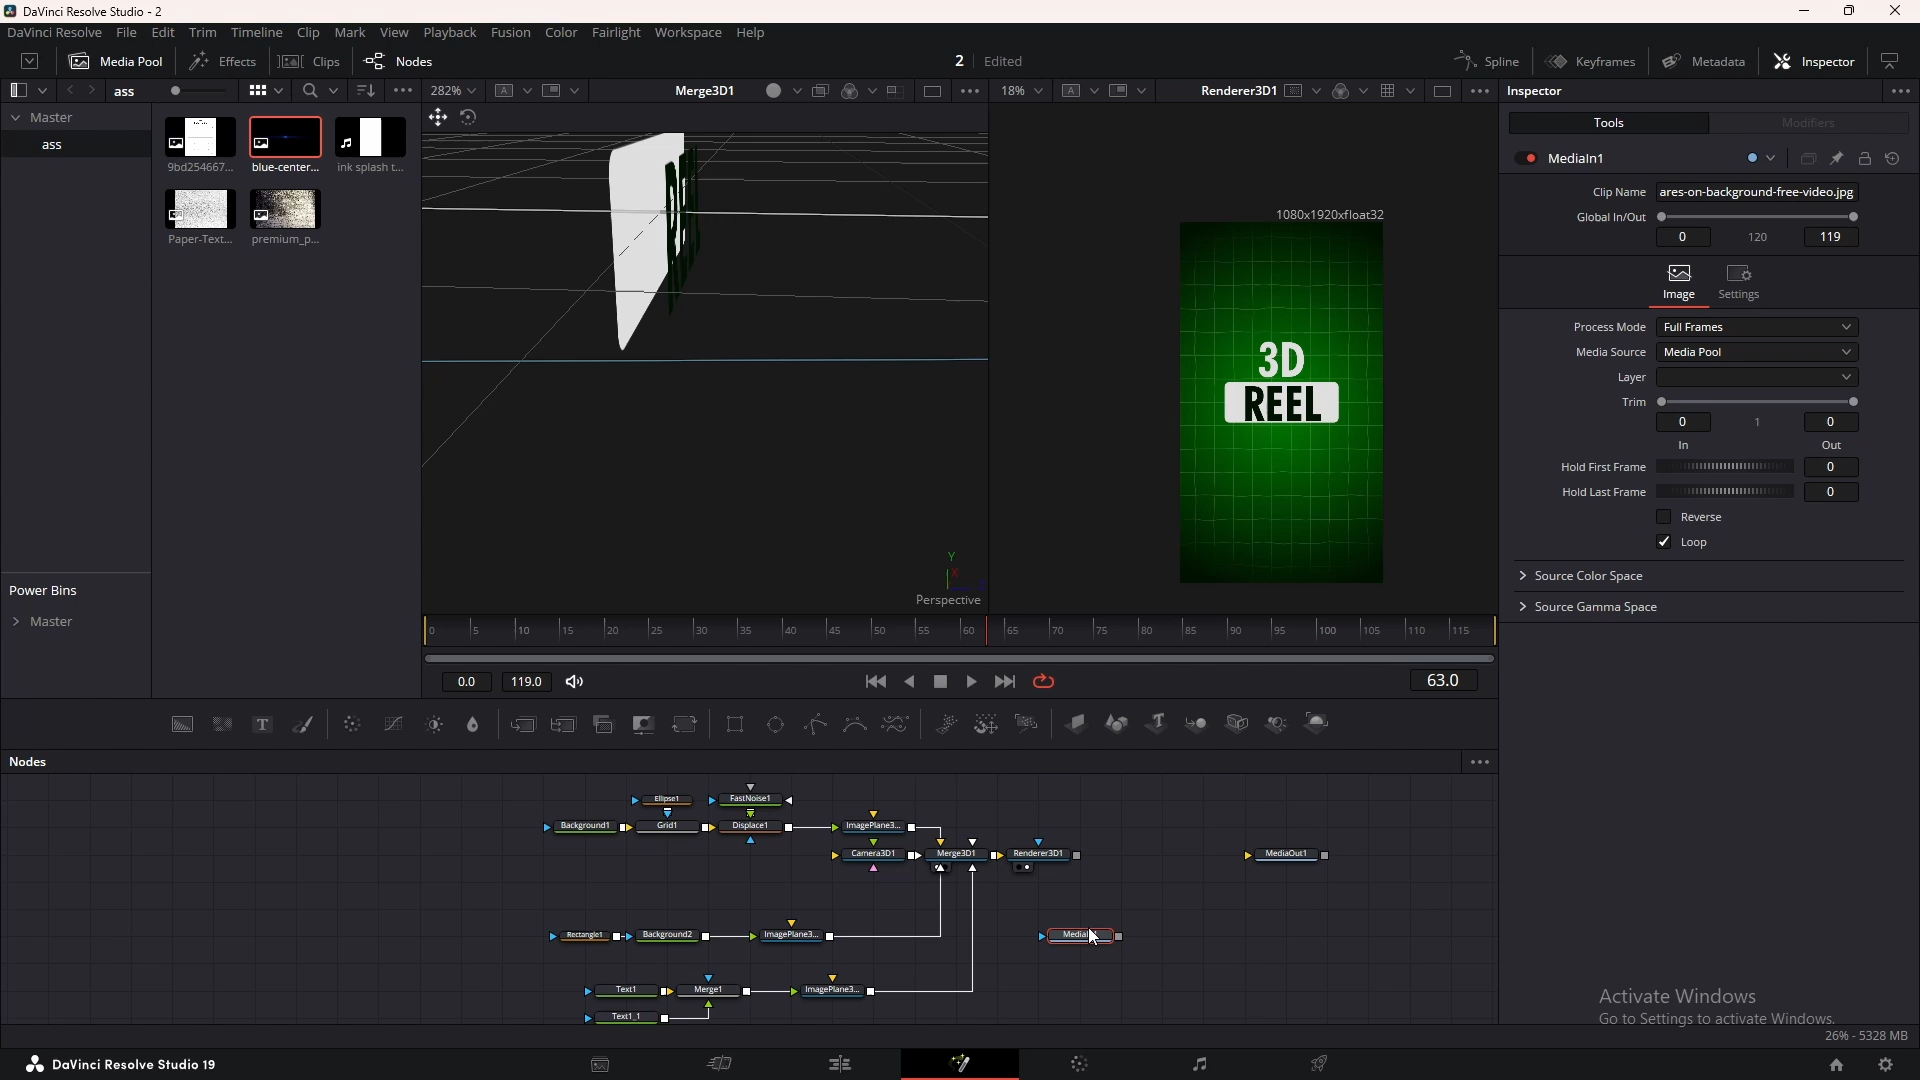 DaVinci Resolve Studio - 2
DaVinci Resolve File Edit Trim Timeline Clip Mark View Playback Fusion Color Fairlight Workspace Help
Media Pool Effects Clips Nodes 2 Edited Spline Keyframes Metadata Inspector
ass 282% Merge3D1 18% Renderer3D1 Inspector
Master
ass
9bd254667... blue-center... ink splash t...
Paper-Text... premium_p...
Power Bins
Master
Y
X
Perspective
1080x1920xfloat32
3D
REEL
Tools Modifiers
MediaIn1
Clip Name ares-on-background-free-video.jpg
Global In/Out
0 120 119
Image Settings
Process Mode Full Frames
Media Source Media Pool
Layer
Trim
0 1 0
In Out
Hold First Frame 0
Hold Last Frame 0
Reverse
Loop
Source Color Space
Source Gamma Space
0 5 10 15 20 25 30 35 40 45 50 55 60 65 70 75 80 85 90 95 100 105 110 115
0.0 119.0 63.0
Nodes
Ellipse1 FastNoise1
Background1 Grid1 Displace1 ImagePlane3...
Camera3D1 Merge3D1 Renderer3D1 MediaOut1
Rectangle1 Background2 ImagePlane3...
Text1 Merge1 ImagePlane3...
Text1_1
Activate Windows
Go to Settings to activate Windows.
26% - 5328 MB
DaVinci Resolve Studio 19